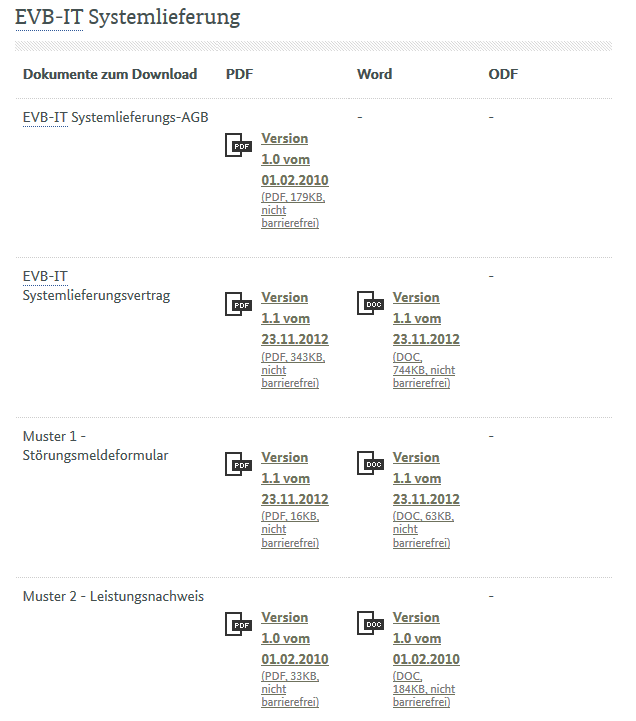 EVB-IT Systemlieferung
Dokumente zum Download PDF Word ODF
EVB-IT Systemlieferungs-AGB - -
PDF
Version
1.0 vom
01.02.2010
(PDF, 179KB,
nicht
barrierefrei)
EVB-IT
Systemlieferungsvertrag
-
PDF
Version
1.1 vom
23.11.2012
(PDF, 343KB,
nicht
barrierefrei)
DOC
Version
1.1 vom
23.11.2012
(DOC,
744KB, nicht
barrierefrei)
Muster 1 -
Störungsmeldeformular
-
PDF
Version
1.1 vom
23.11.2012
(PDF, 16KB,
nicht
barrierefrei)
DOC
Version
1.1 vom
23.11.2012
(DOC, 63KB,
nicht
barrierefrei)
Muster 2 - Leistungsnachweis -
PDF
Version
1.0 vom
01.02.2010
(PDF, 33KB,
nicht
barrierefrei)
DOC
Version
1.0 vom
01.02.2010
(DOC,
184KB, nicht
barrierefrei)